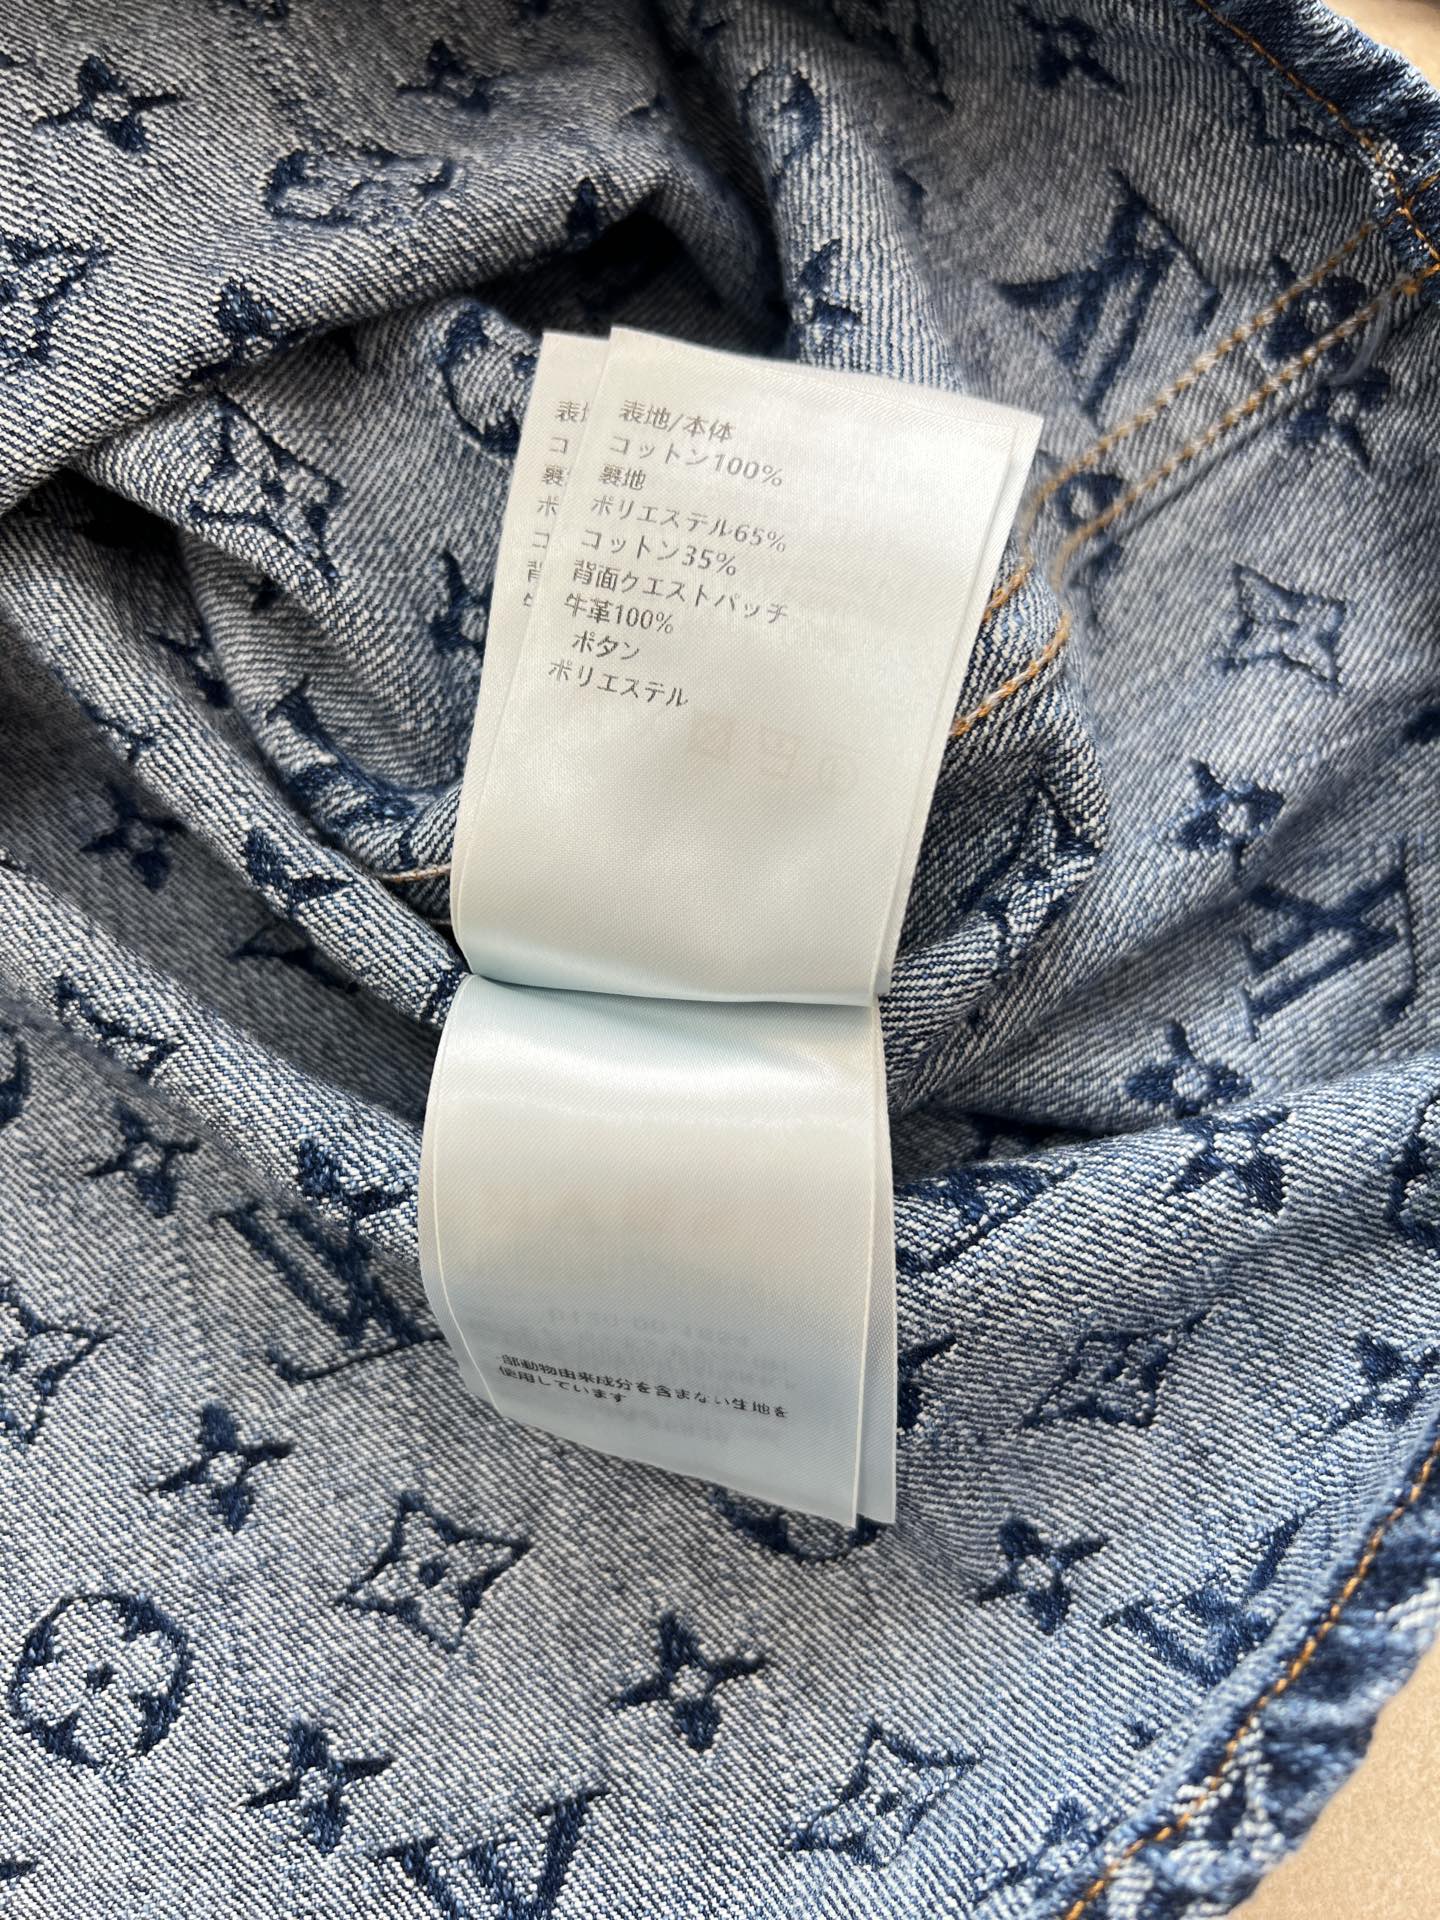 表地/本体
コットン100%
裏地
ポリエステル65%
コットン35%
背面クエストパッチ
牛革100%
ポタン
ポリエステル
部動物由来成分を含まない生地を
使用しています